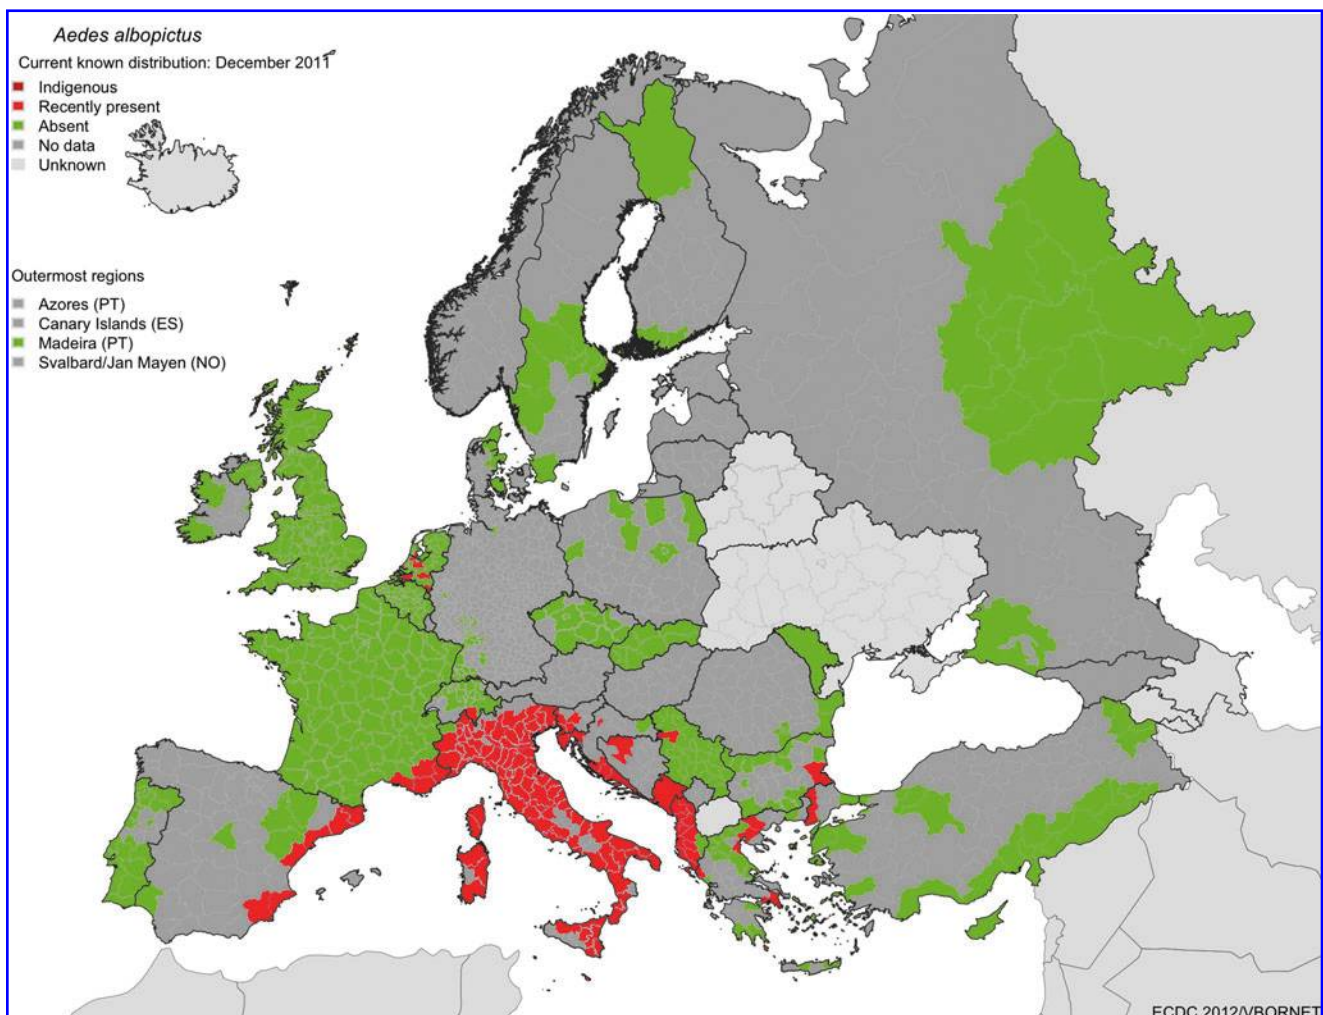 Aedes albopictus
Current known distribution: December 2011
Indigenous
Recently present
Absent
No data
Unknown
Outermost regions
Azores (PT)
Canary Islands (ES)
Madeira (PT)
Svalbard/Jan Mayen (NO)
ECDC 2012/VBORNET